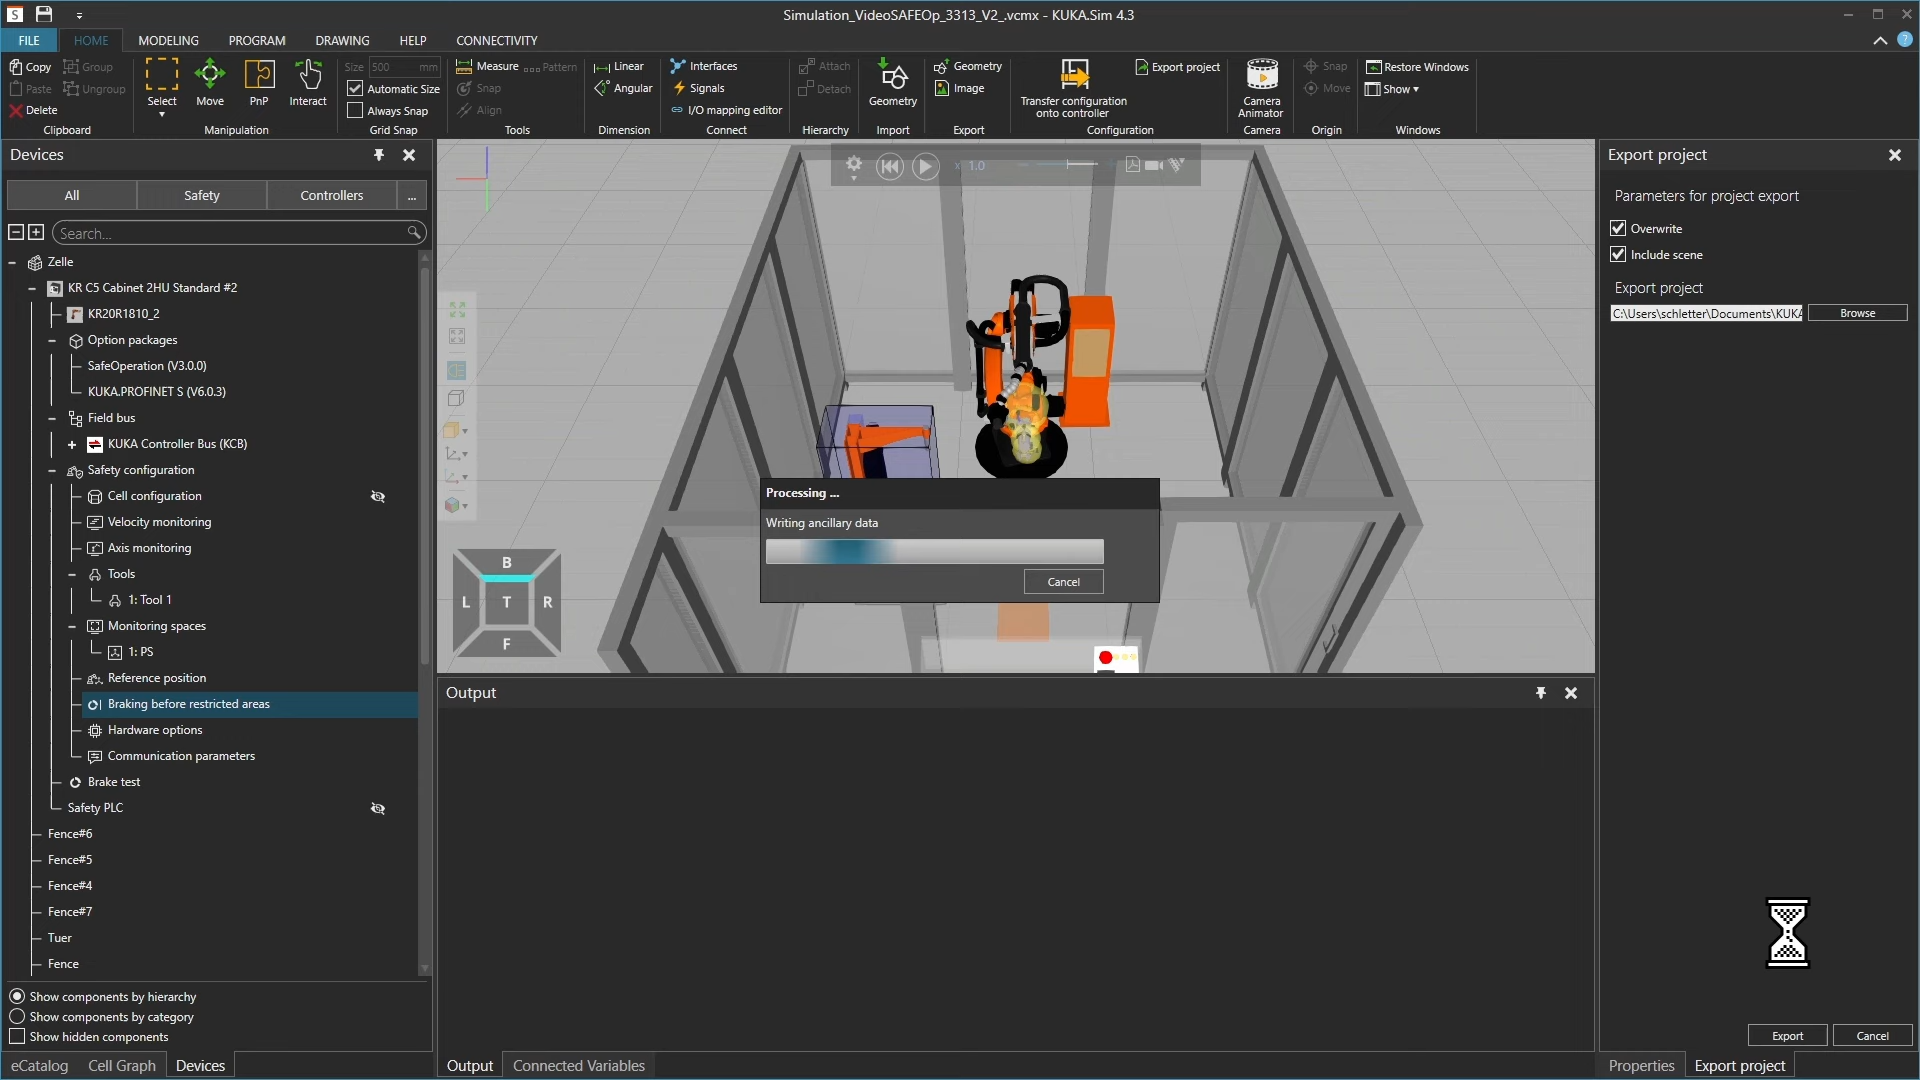 S
Simulation_VideoSAFEOp_3313_V2_.vcmx - KUKA.Sim 4.3
FILE HOME MODELING PROGRAM DRAWING HELP CONNECTIVITY
?
Copy Group
Paste Ungroup
Delete
Clipboard
Select Move PnP Interact
Manipulation
Size 500 mm
Automatic Size
Always Snap
Grid Snap
Measure Pattern
Snap
Align
Tools
Linear
Angular
Dimension
Interfaces
Signals
I/O mapping editor
Connect
Attach
Detach
Hierarchy
Geometry
Import
Geometry
Image
Export
Transfer configuration
onto controller
Export project
Configuration
Camera
Animator
Camera
Snap
Move
Origin
Restore Windows
Show
Windows
Devices
All Safety Controllers ...
Search...
Zelle
KR C5 Cabinet 2HU Standard #2
KR20R1810_2
Option packages
SafeOperation (V3.0.0)
KUKA.PROFINET S (V6.0.3)
Field bus
KUKA Controller Bus (KCB)
Safety configuration
Cell configuration
Velocity monitoring
Axis monitoring
Tools
1: Tool 1
Monitoring spaces
1: PS
Reference position
Braking before restricted areas
Hardware options
Communication parameters
Brake test
Safety PLC
Fence#6
Fence#5
Fence#4
Fence#7
Tuer
Fence
Show components by hierarchy
Show components by category
Show hidden components
eCatalog Cell Graph Devices
x 1.0
B
L T R
F
Processing ...
Writing ancillary data
Cancel
Output
Output Connected Variables
Export project
Parameters for project export
Overwrite
Include scene
Export project
C:\Users\schletter\Documents\KUKA Browse
Export Cancel
Properties Export project